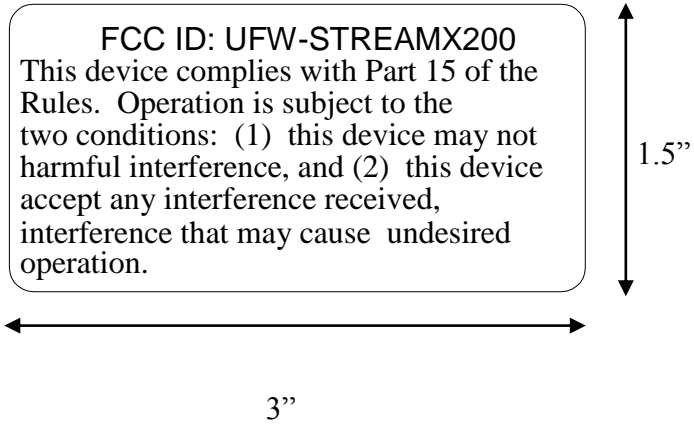 FCC ID: UFW-STREAMX200
This device complies with Part 15 of the
Rules.  Operation is subject to the
two conditions:  (1)  this device may not
harmful interference, and (2)  this device
accept any interference received,
interference that may cause  undesired
operation.
1.5”
3”